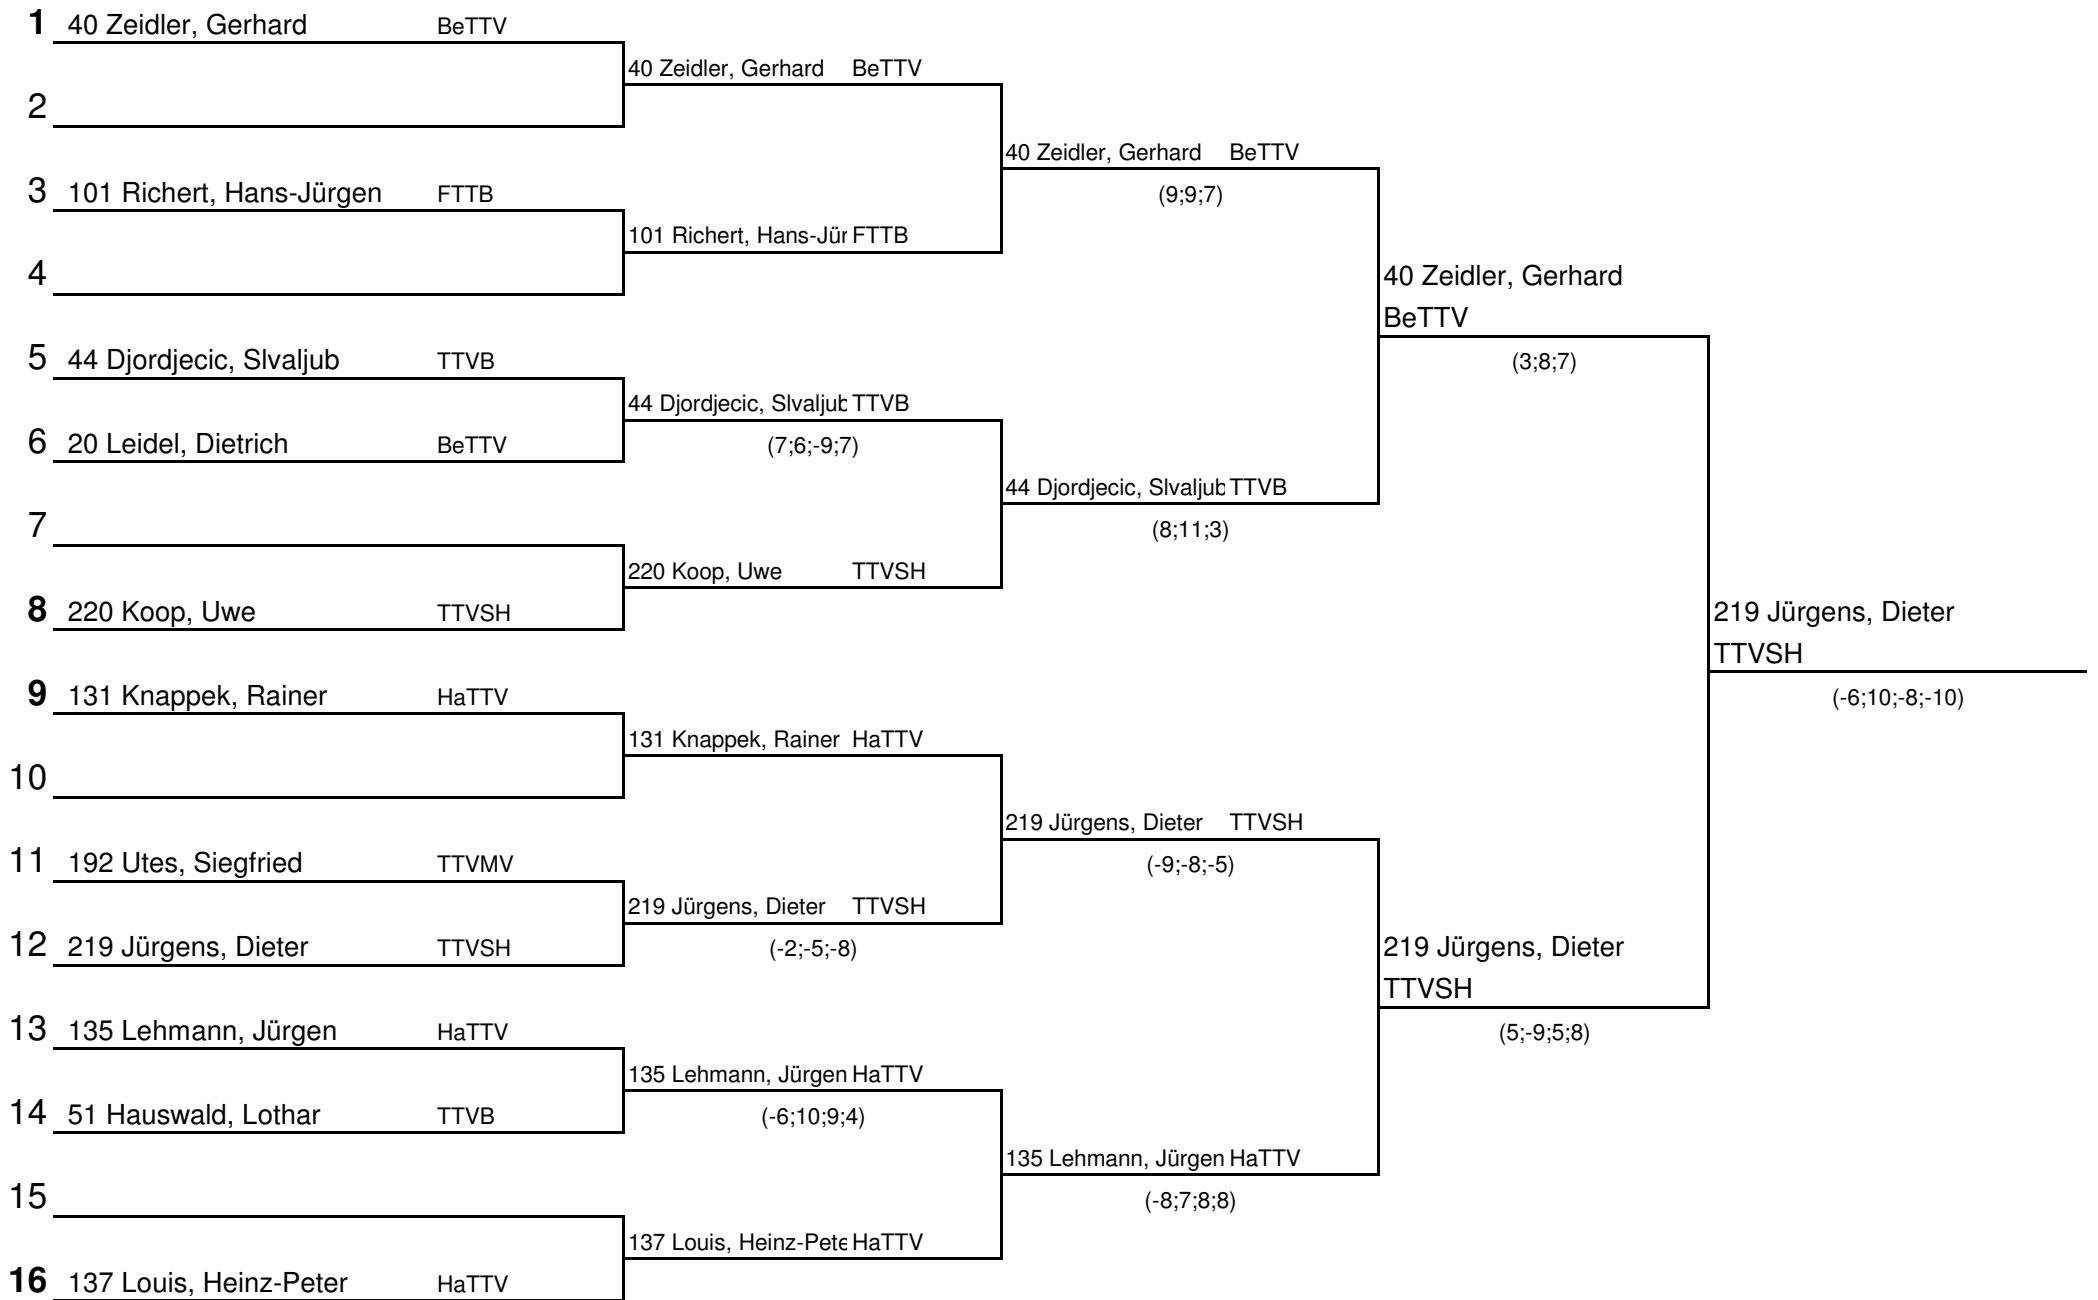 1 40 Zeidler, Gerhard BeTTV
40 Zeidler, Gerhard BeTTV
2
40 Zeidler, Gerhard BeTTV
3 101 Richert, Hans-Jürgen FTTB
(9;9;7)
101 Richert, Hans-Jür FTTB
4
40 Zeidler, Gerhard
BeTTV
5 44 Djordjecic, Slvaljub TTVB
(3;8;7)
44 Djordjecic, Slvaljub TTVB
6 20 Leidel, Dietrich BeTTV
(7;6;-9;7)
44 Djordjecic, Slvaljub TTVB
7
(8;11;3)
220 Koop, Uwe TTVSH
8 220 Koop, Uwe TTVSH
219 Jürgens, Dieter
TTVSH
9 131 Knappek, Rainer HaTTV
(-6;10;-8;-10)
131 Knappek, Rainer HaTTV
10
219 Jürgens, Dieter TTVSH
11 192 Utes, Siegfried TTVMV
(-9;-8;-5)
219 Jürgens, Dieter TTVSH
12 219 Jürgens, Dieter TTVSH
(-2;-5;-8)
219 Jürgens, Dieter
TTVSH
13 135 Lehmann, Jürgen HaTTV
(5;-9;5;8)
135 Lehmann, Jürgen HaTTV
14 51 Hauswald, Lothar TTVB
(-6;10;9;4)
135 Lehmann, Jürgen HaTTV
15
(-8;7;8;8)
137 Louis, Heinz-Pete HaTTV
16 137 Louis, Heinz-Peter HaTTV